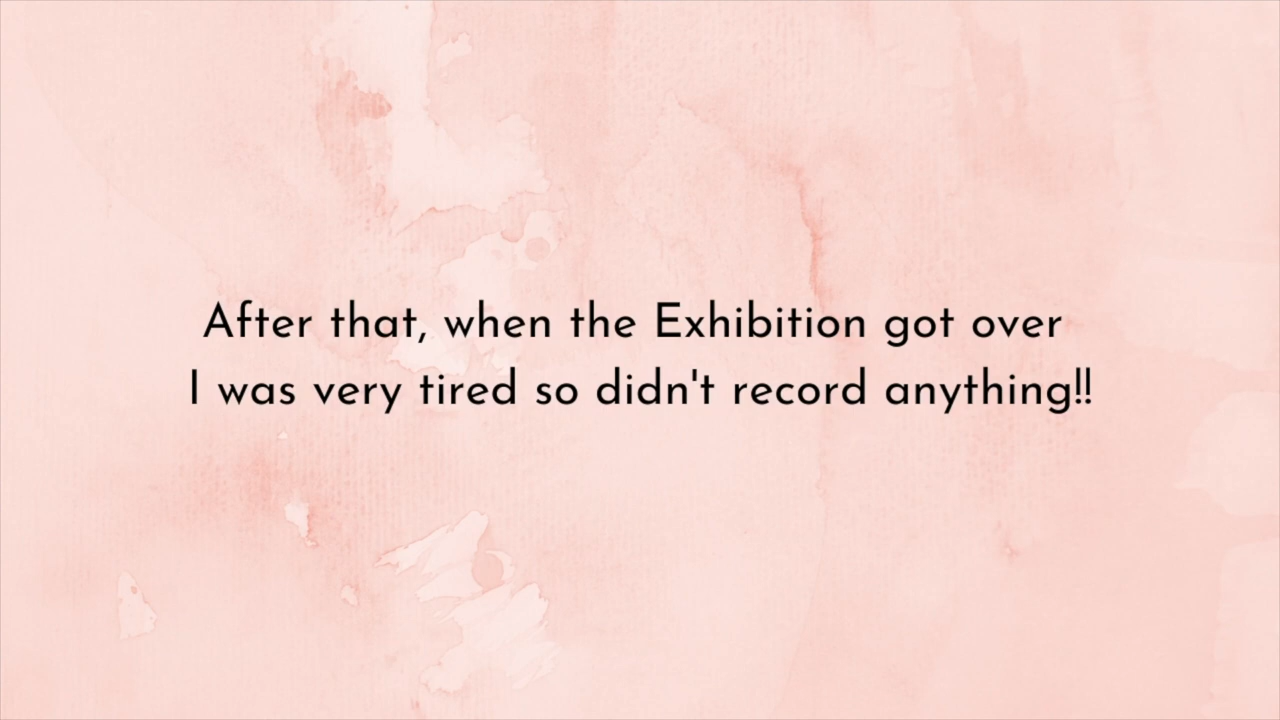 After that, when the Exhibition got over
I was very tired so didn't record anything!!